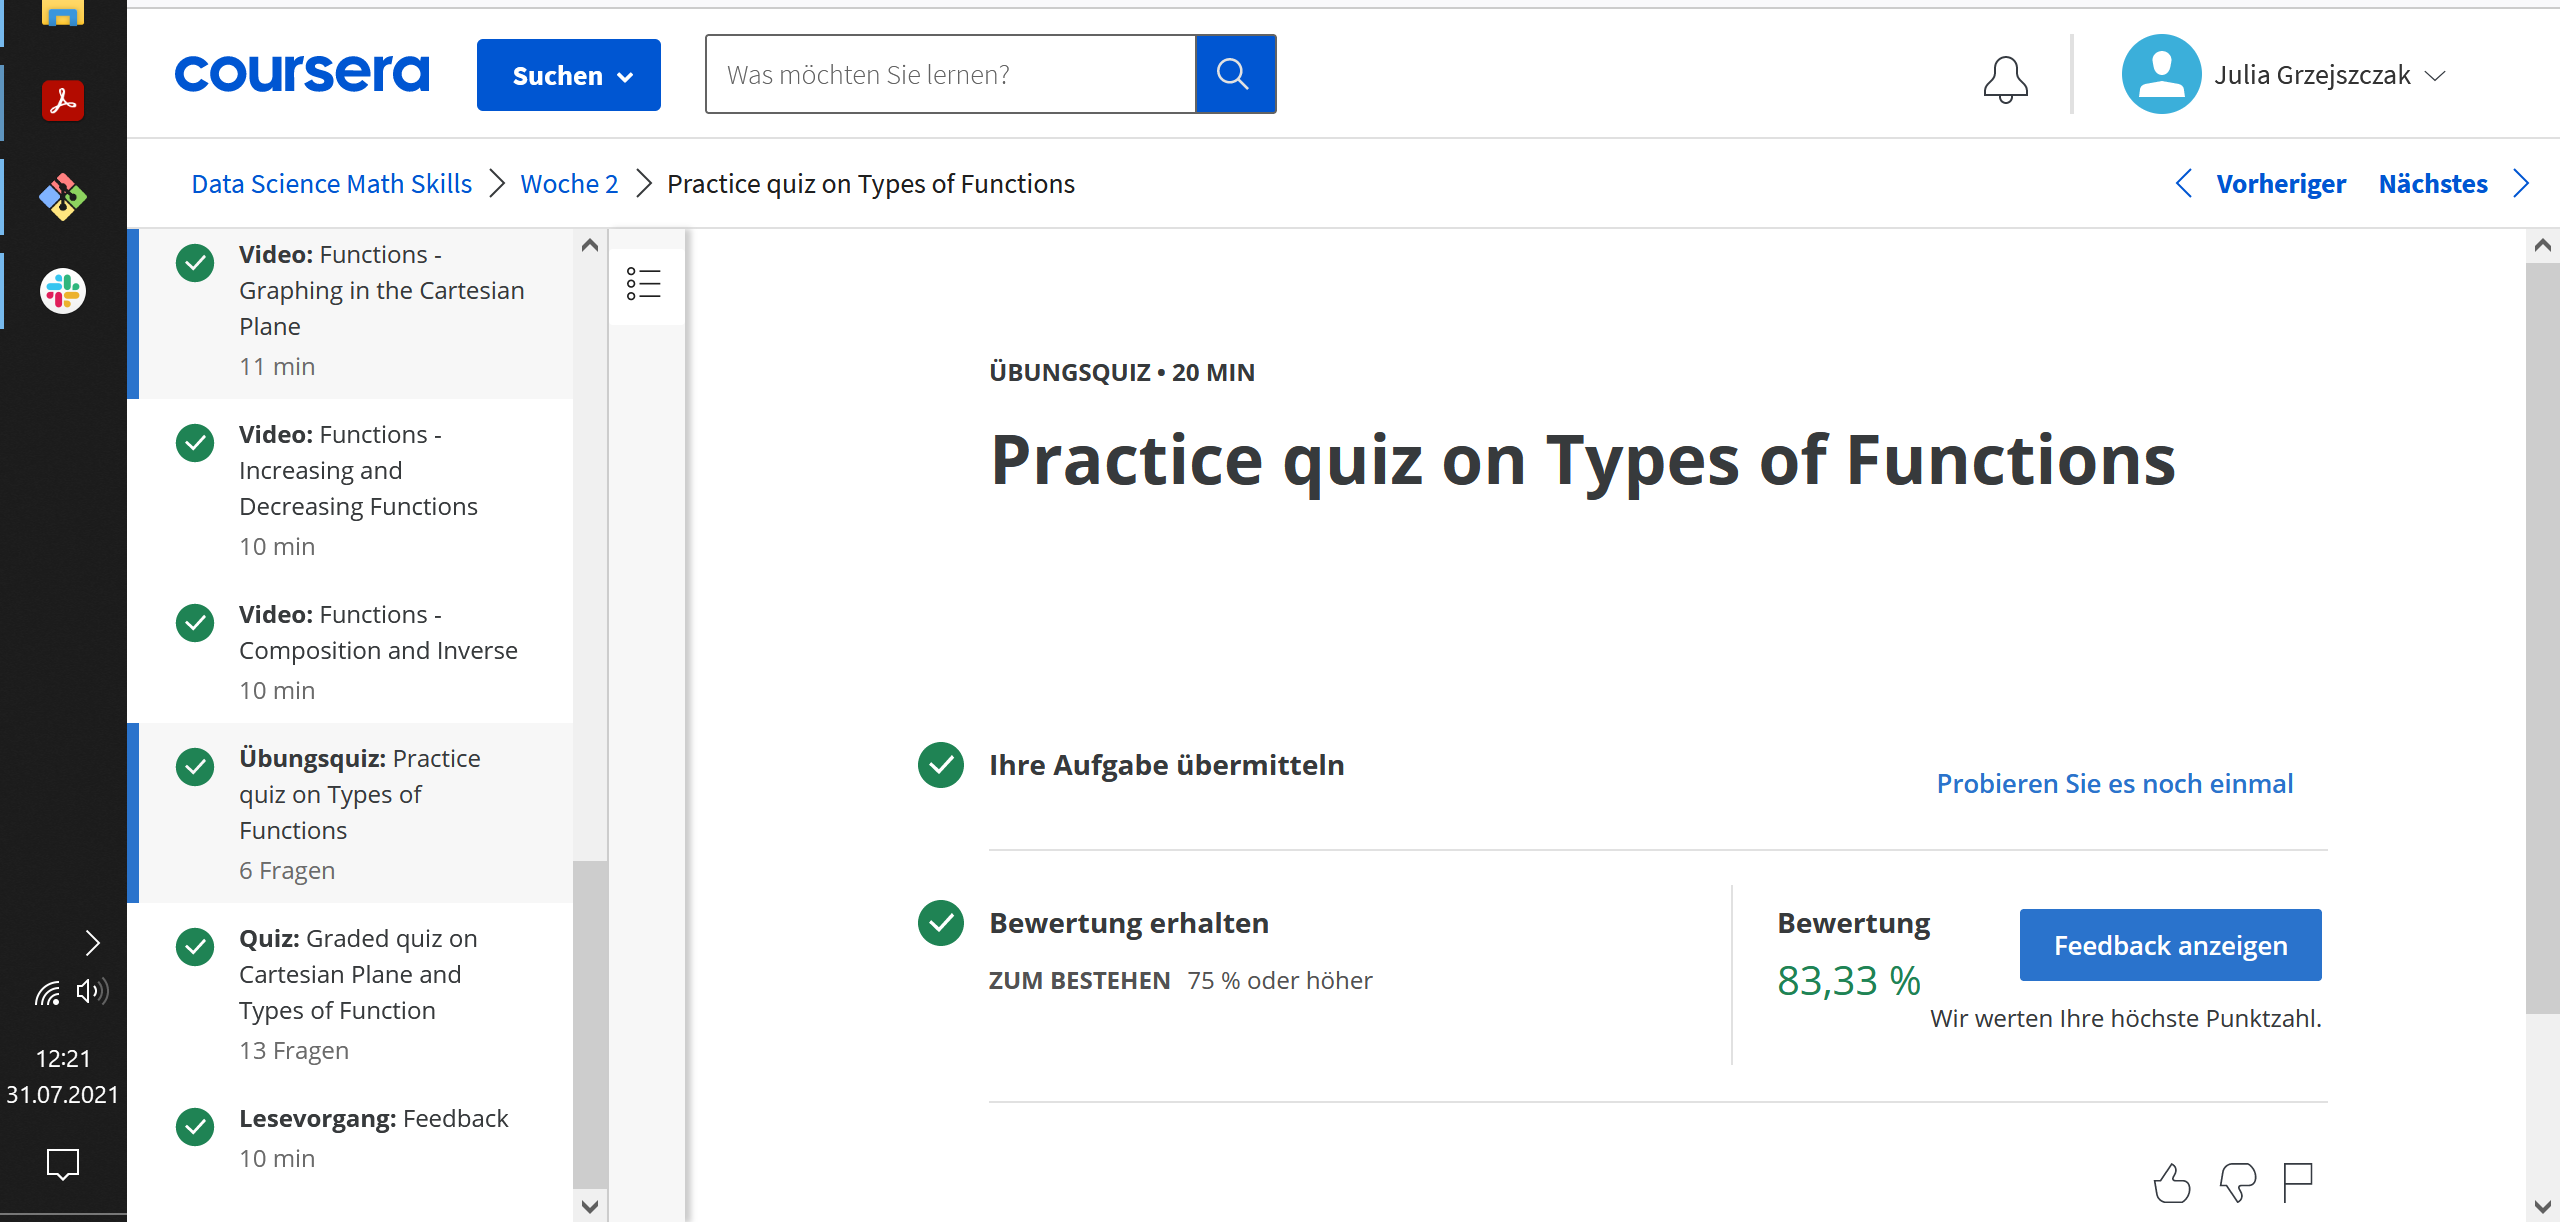 coursera
Suchen
Was möchten Sie lernen?
Julia Grzejszczak
Data Science Math Skills
Woche 2
Practice quiz on Types of Functions
Vorheriger
Nächstes
Video: Functions -
Graphing in the Cartesian
Plane
11 min
Video: Functions -
Increasing and
Decreasing Functions
10 min
Video: Functions -
Composition and Inverse
10 min
Übungsquiz: Practice
quiz on Types of
Functions
6 Fragen
Quiz: Graded quiz on
Cartesian Plane and
Types of Function
13 Fragen
Lesevorgang: Feedback
10 min
ÜBUNGSQUIZ • 20 MIN
Practice quiz on Types of Functions
Ihre Aufgabe übermitteln
Probieren Sie es noch einmal
Bewertung erhalten
ZUM BESTEHEN 75 % oder höher
Bewertung
83,33 %
Feedback anzeigen
Wir werten Ihre höchste Punktzahl.
12:21
31.07.2021